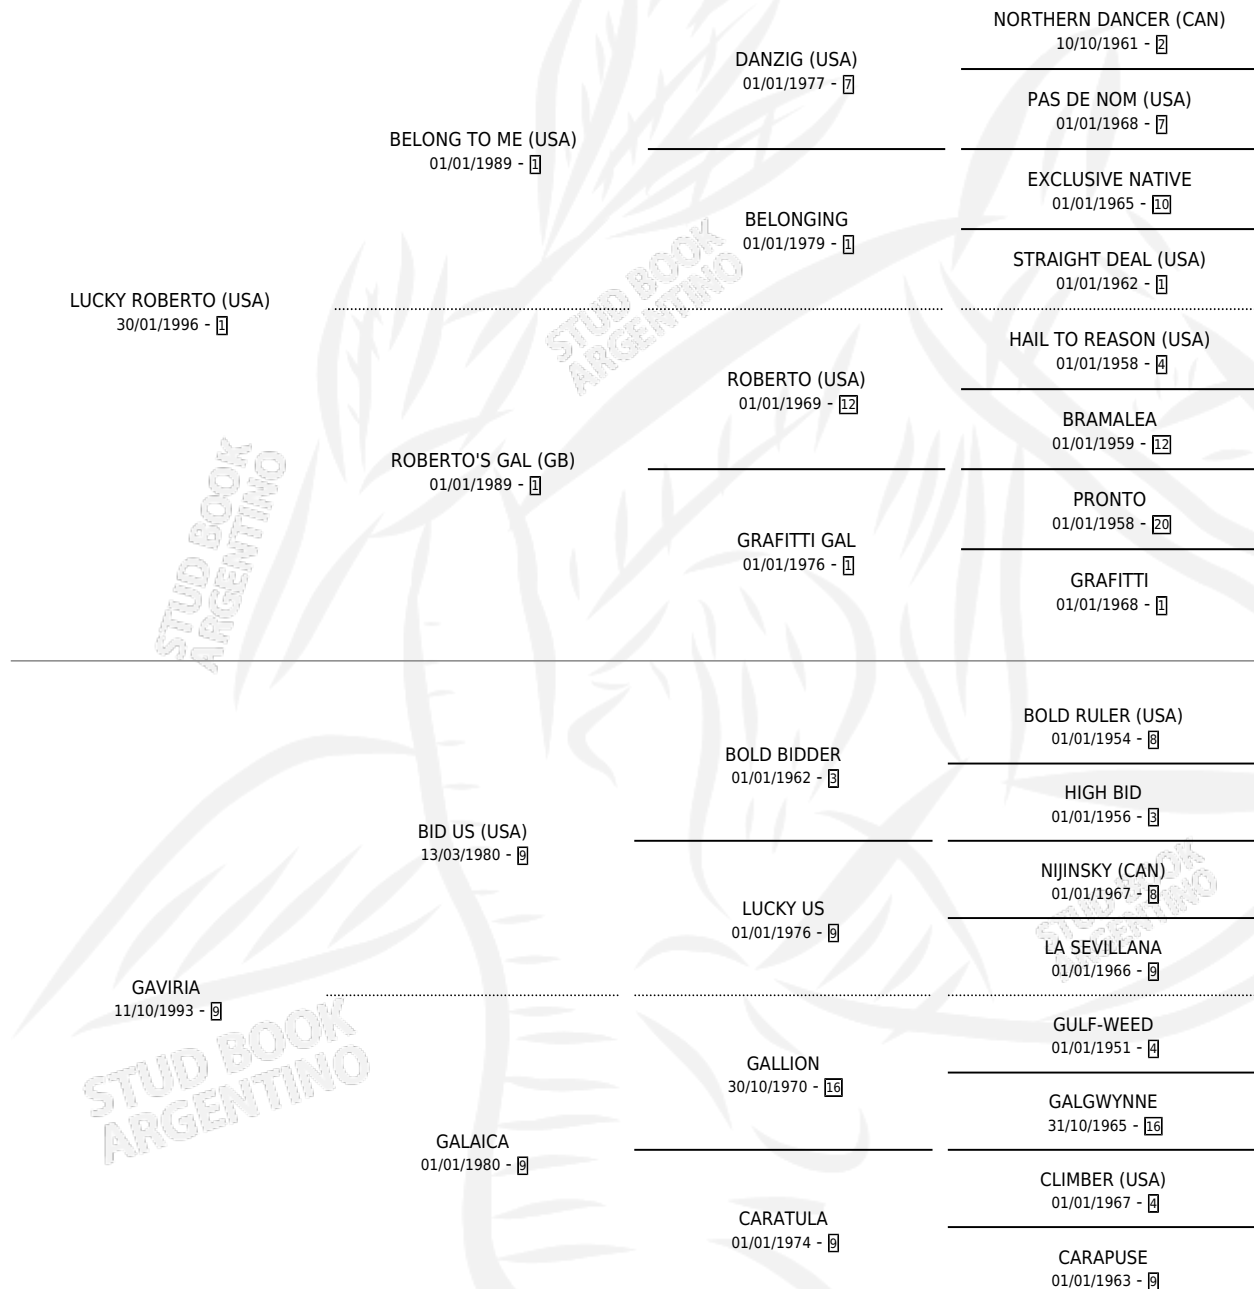 NORTHERN DANCER (CAN)
10/10/1961 - 2
DANZIG (USA)
01/01/1977 - 7
PAS DE NOM (USA)
01/01/1968 - 7
BELONG TO ME (USA)
01/01/1989 - 1
EXCLUSIVE NATIVE
01/01/1965 - 10
BELONGING
01/01/1979 - 1
STRAIGHT DEAL (USA)
01/01/1962 - 1
LUCKY ROBERTO (USA)
30/01/1996 - 1
HAIL TO REASON (USA)
01/01/1958 - 4
ROBERTO (USA)
01/01/1969 - 12
BRAMALEA
01/01/1959 - 12
ROBERTO'S GAL (GB)
01/01/1989 - 1
PRONTO
01/01/1958 - 20
GRAFITTI GAL
01/01/1976 - 1
GRAFITTI
01/01/1968 - 1
BOLD RULER (USA)
01/01/1954 - 8
BOLD BIDDER
01/01/1962 - 3
HIGH BID
01/01/1956 - 3
BID US (USA)
13/03/1980 - 9
NIJINSKY (CAN)
01/01/1967 - 8
LUCKY US
01/01/1976 - 9
LA SEVILLANA
01/01/1966 - 9
GAVIRIA
11/10/1993 - 9
GULF-WEED
01/01/1951 - 4
GALLION
30/10/1970 - 16
GALGWYNNE
31/10/1965 - 16
GALAICA
01/01/1980 - 9
CLIMBER (USA)
01/01/1967 - 4
CARATULA
01/01/1974 - 9
CARAPUSE
01/01/1963 - 9
STUD BOOK
ARGENTINO
STUD BOOK
ARGENTINO
STUD BOOK
ARGENTINO
STUD BOOK
ARGENTINO